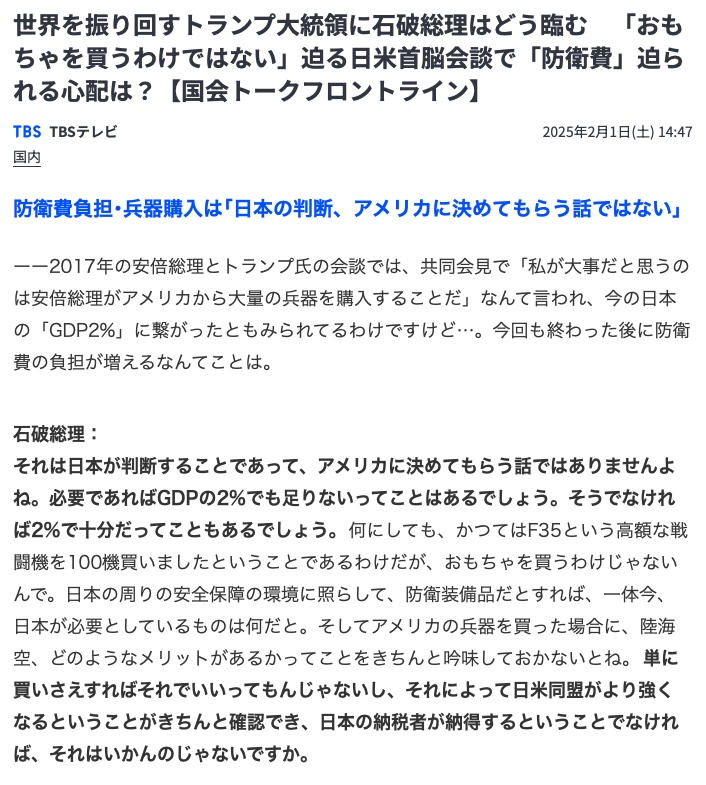 世界を振り回すトランプ大統領に石破総理はどう臨む　「おも
ちゃを買うわけではない」迫る日米首脳会談で「防衛費」迫ら
れる心配は？【国会トークフロントライン】
TBS TBSテレビ 2025年2月1日(土) 14:47
国内
防衛費負担･兵器購入は｢日本の判断、アメリカに決めてもらう話ではない」
ーー2017年の安倍総理とトランプ氏の会談では、共同会見で「私が大事だと思うの
は安倍総理がアメリカから大量の兵器を購入することだ」なんて言われ、今の日本
の「GDP2%」に繋がったともみられてるわけですけど…。今回も終わった後に防衛
費の負担が増えるなんてことは。
石破総理：
それは日本が判断することであって、アメリカに決めてもらう話ではありませんよ
ね。必要であればGDPの2%でも足りないってことはあるでしょう。そうでなけれ
ば2%で十分だってこともあるでしょう。何にしても、かつてはF35という高額な戦
闘機を100機買いましたということであるわけだが、おもちゃを買うわけじゃない
んで。日本の周りの安全保障の環境に照らして、防衛装備品だとすれば、一体今、
日本が必要としているものは何だと。そしてアメリカの兵器を買った場合に、陸海
空、どのようなメリットがあるかってことをきちんと吟味しておかないとね。単に
買いさえすればそれでいいってもんじゃないし、それによって日米同盟がより強く
なるということがきちんと確認でき、日本の納税者が納得するということでなけれ
ば、それはいかんのじゃないですか。